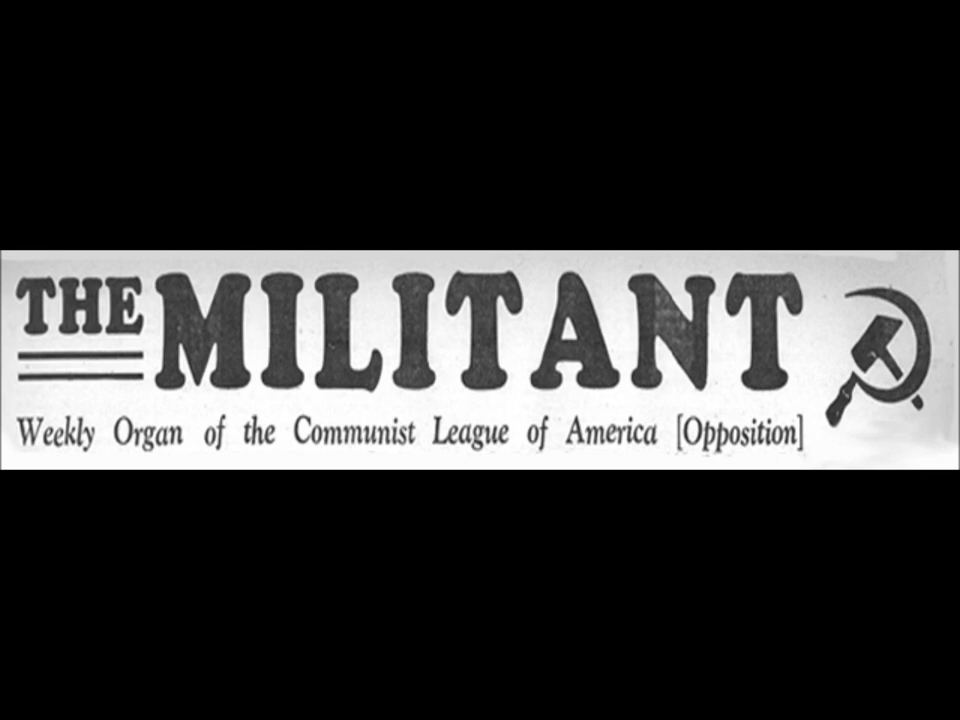 THE MILITANT
Weekly Organ of the Communist League of America [Opposition]